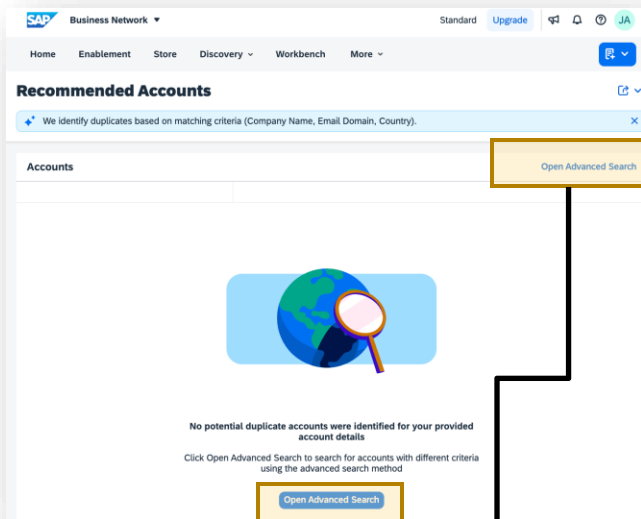 SAP Business Network Standard Upgrade JA
Home Enablement Store Discovery Workbench More
Recommended Accounts
We identify duplicates based on matching criteria (Company Name, Email Domain, Country).
Accounts Open Advanced Search
No potential duplicate accounts were identified for your provided
account details
Click Open Advanced Search to search for accounts with different criteria
using the advanced search method
Open Advanced Search